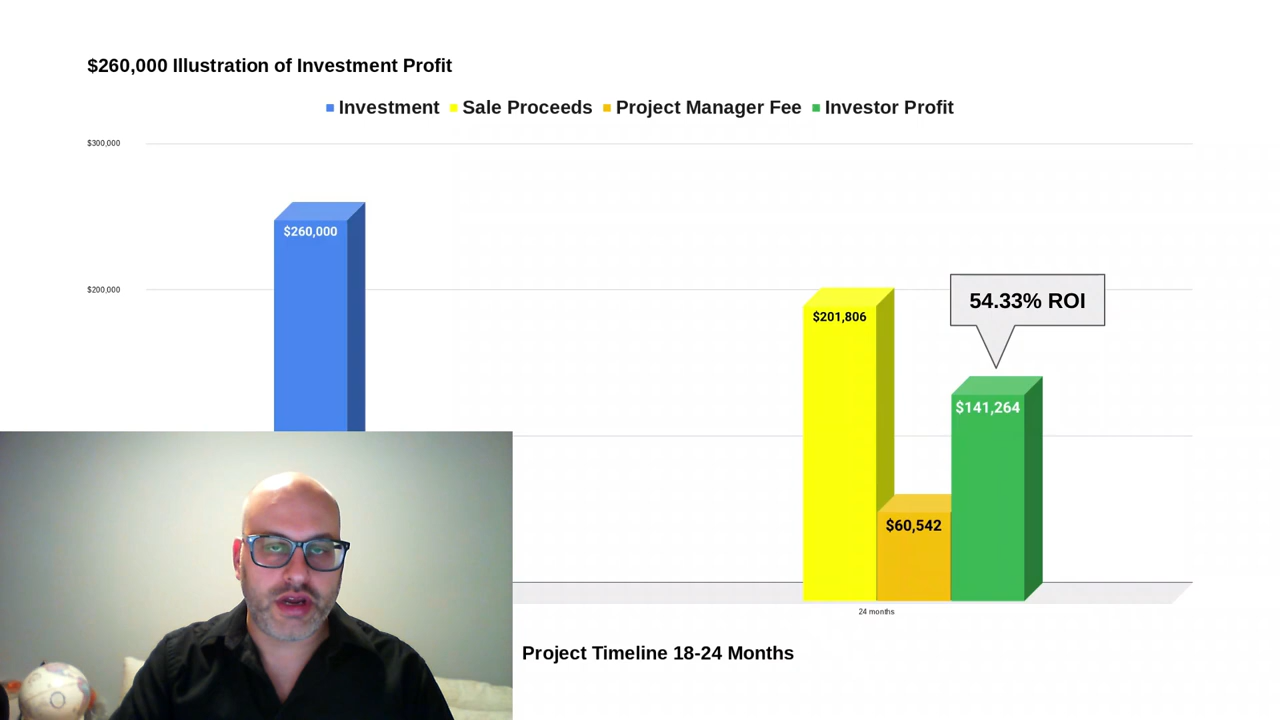 $260,000 Illustration of Investment Profit
Investment Sale Proceeds Project Manager Fee Investor Profit
$300,000
$260,000
$200,000
54.33% ROI
$201,806
$141,264
$60,542
24 months
Project Timeline 18-24 Months